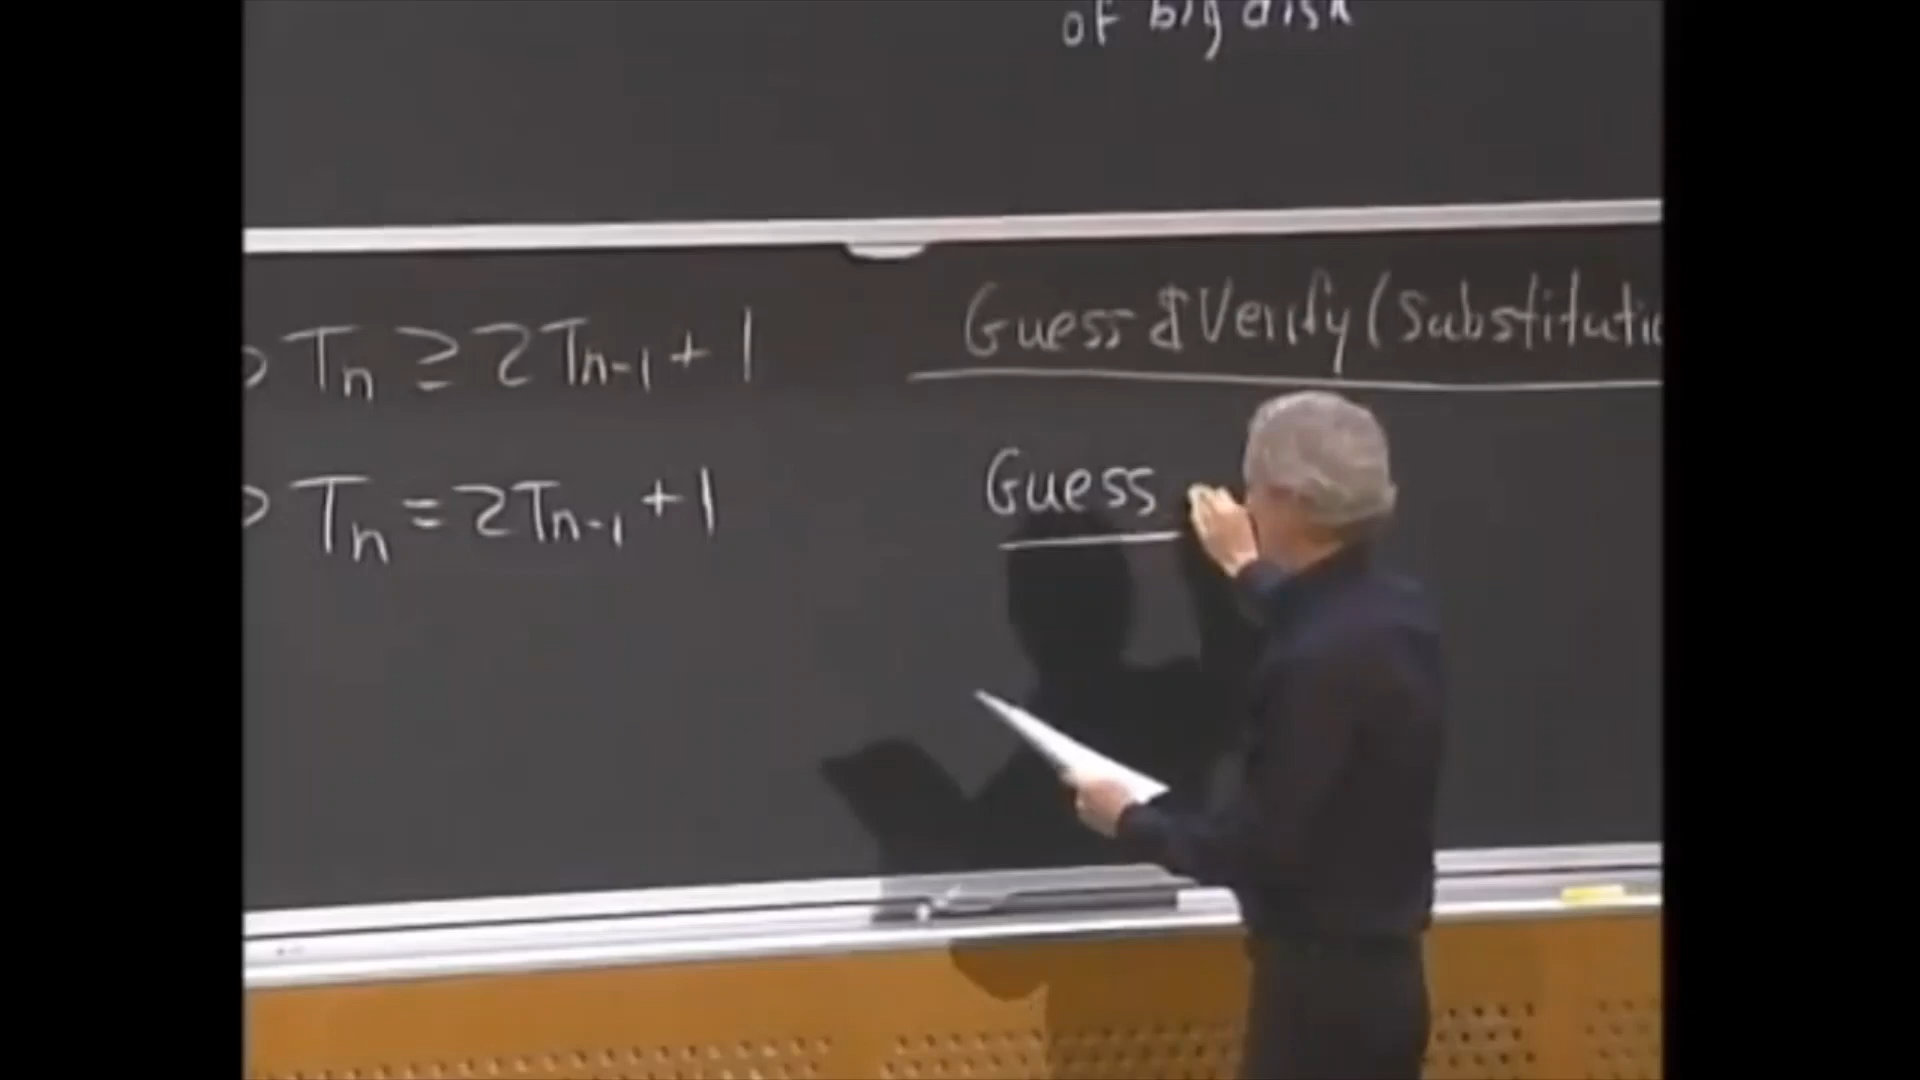 of big disk
⇒ Tn ≥ 2Tn-1 + 1
⇒ Tn = 2Tn-1 + 1
Guess & Verify (Substitutio
Guess